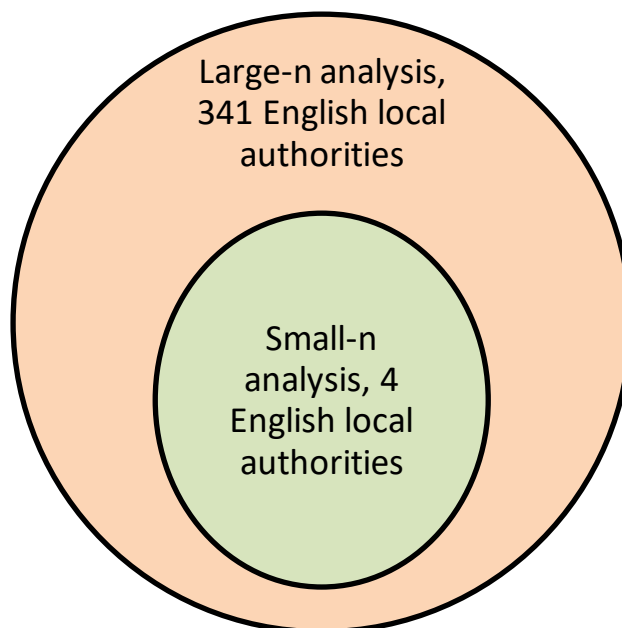 Large-n analysis,
341 English local
authorities
Small-n
analysis, 4
English local
authorities